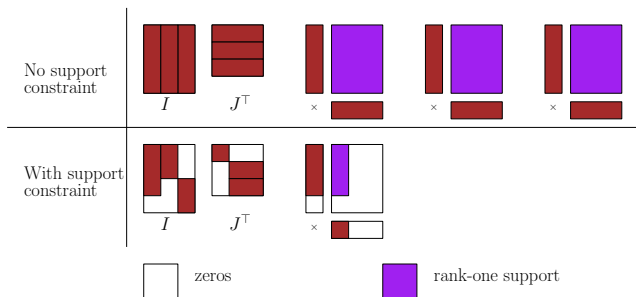 No support
constraint
I
J⊤
×
×
×
With support
constraint
I
J⊤
×
zeros
rank-one support